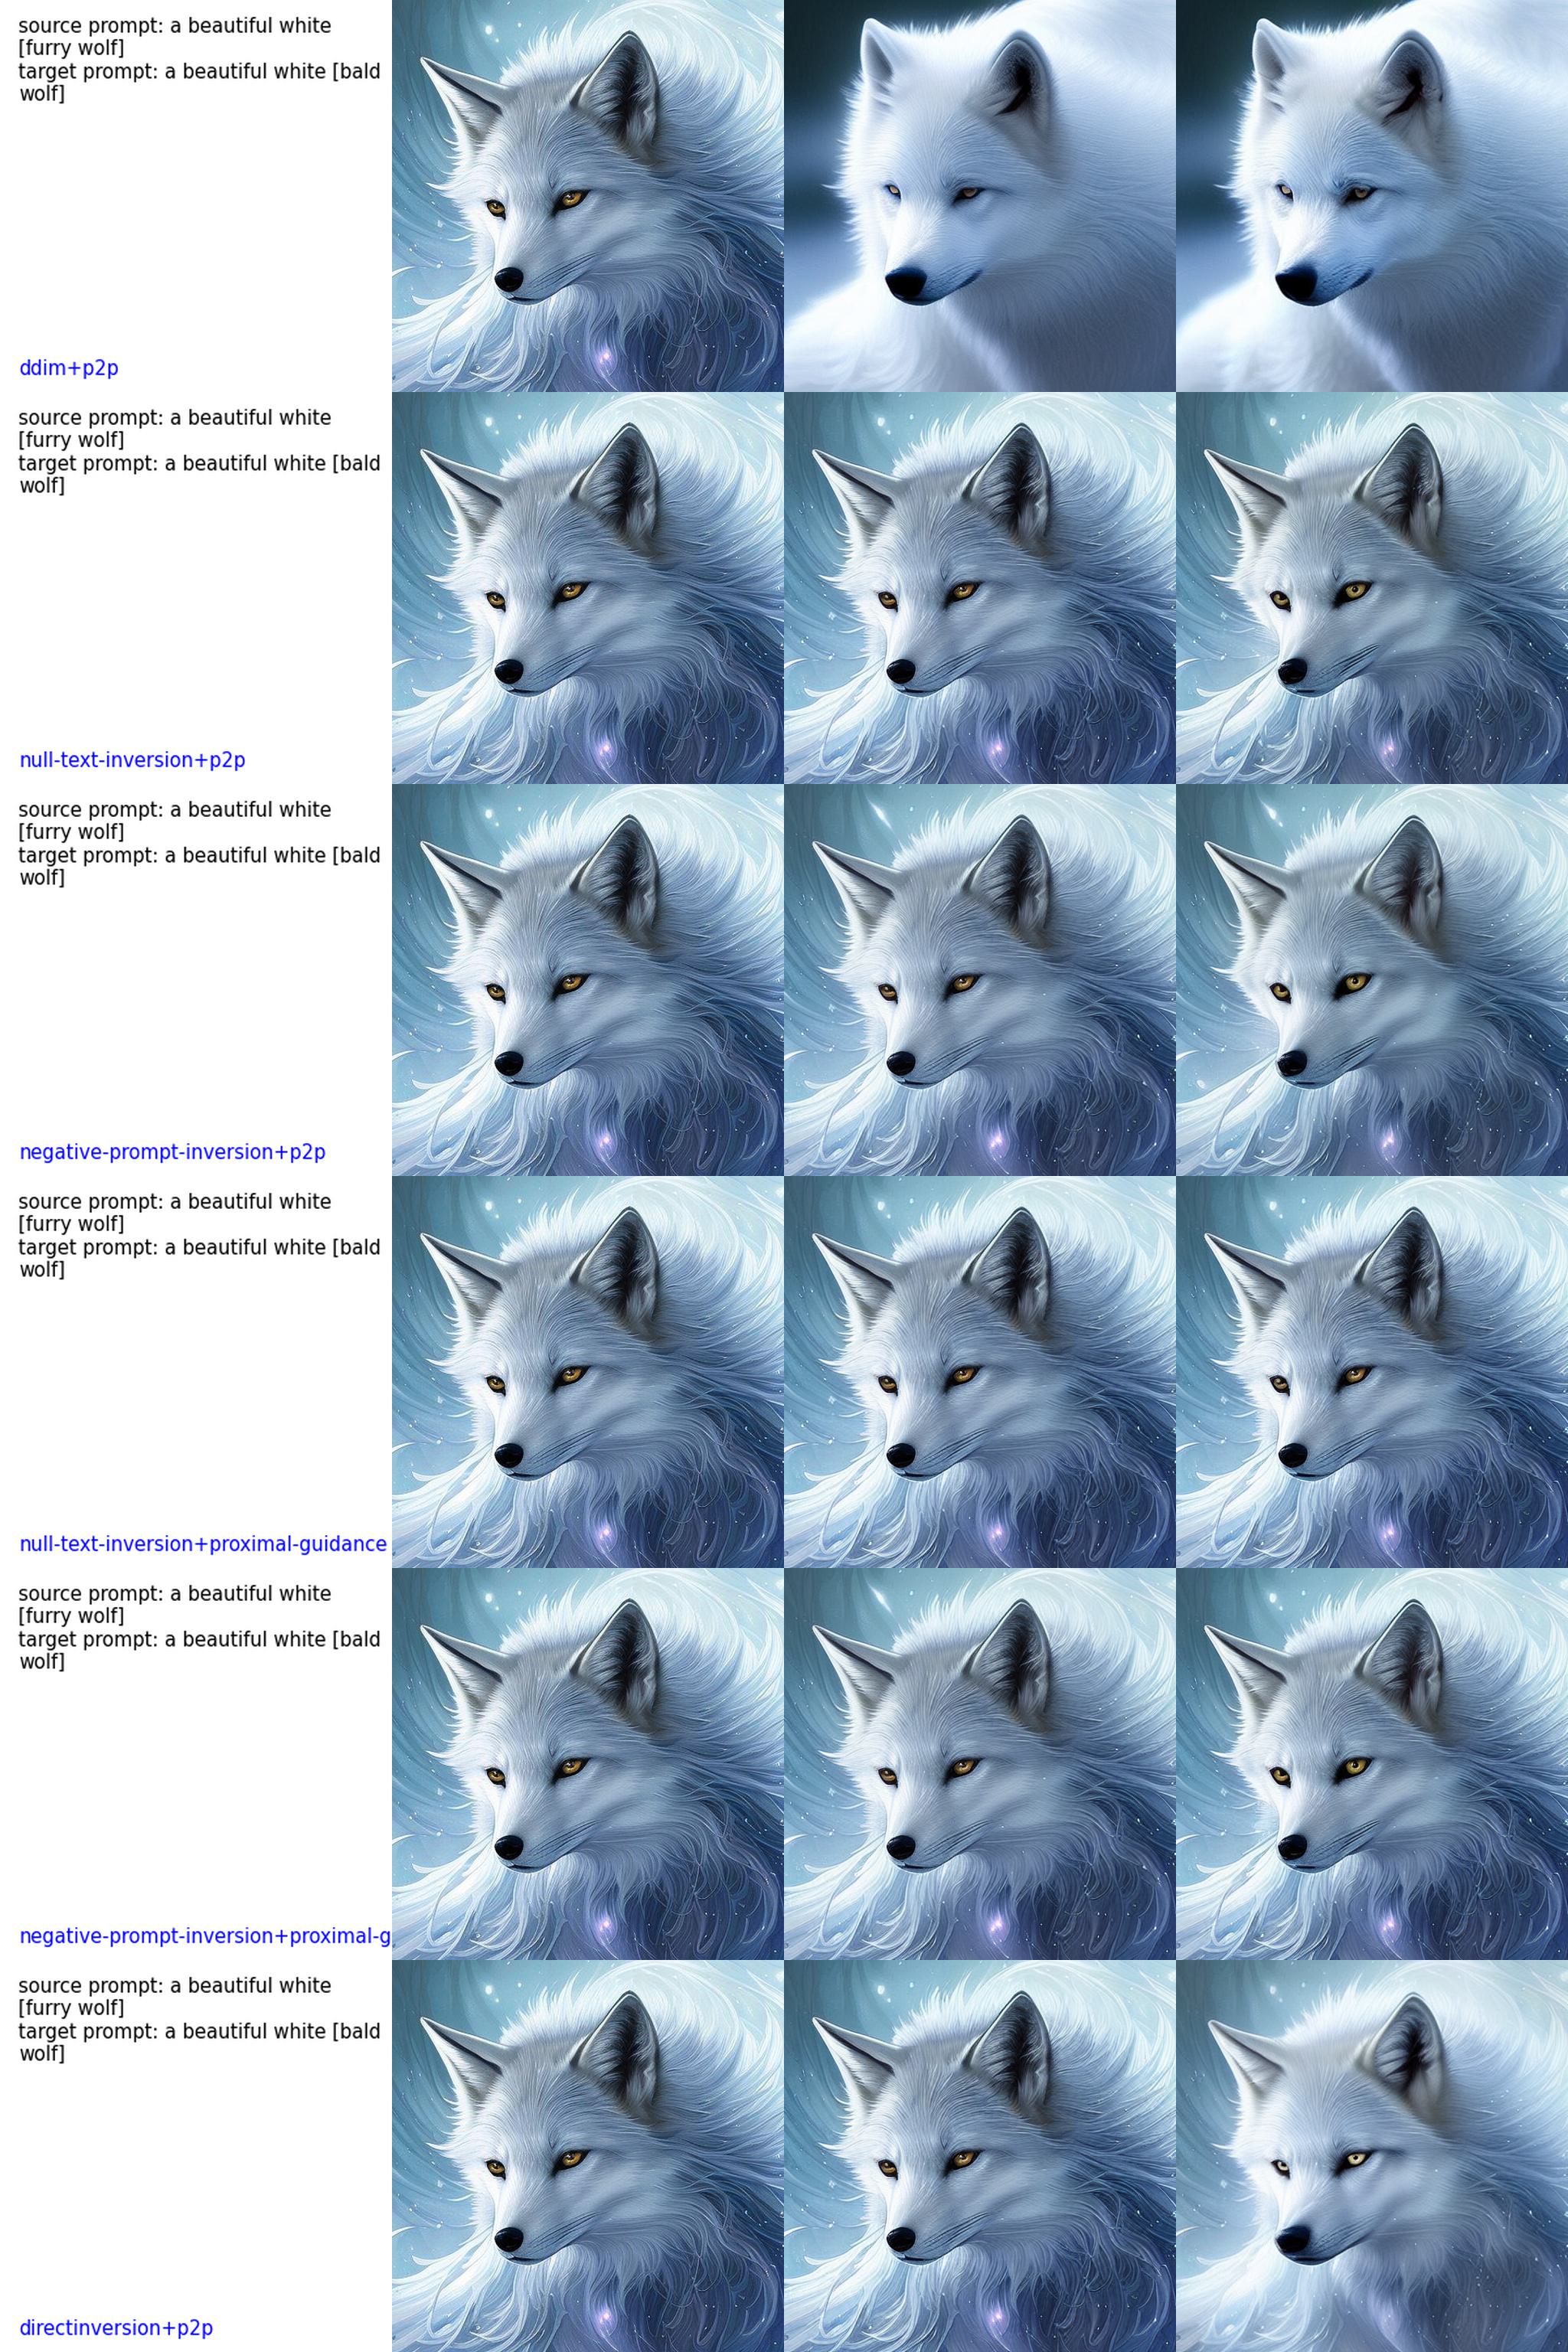 source prompt: a beautiful white
[furry wolf]
target prompt: a beautiful white [bald
wolf]
ddim+p2p
source prompt: a beautiful white
[furry wolf]
target prompt: a beautiful white [bald
wolf]
null-text-inversion+p2p
source prompt: a beautiful white
[furry wolf]
target prompt: a beautiful white [bald
wolf]
negative-prompt-inversion+p2p
source prompt: a beautiful white
[furry wolf]
target prompt: a beautiful white [bald
wolf]
null-text-inversion+proximal-guidance
source prompt: a beautiful white
[furry wolf]
target prompt: a beautiful white [bald
wolf]
negative-prompt-inversion+proximal-g
source prompt: a beautiful white
[furry wolf]
target prompt: a beautiful white [bald
wolf]
directinversion+p2p